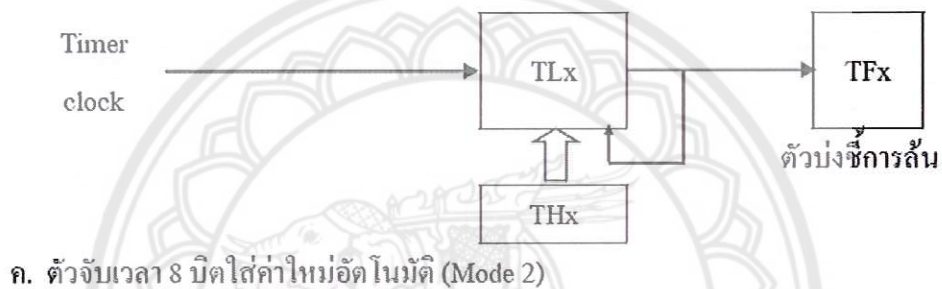 Timer
clock
TLx
TFx
ตัวบ่งชี้การล้น
THx
ค. ตัวจับเวลา 8 บิตใส่ค่าใหม่อัตโนมัติ (Mode 2)